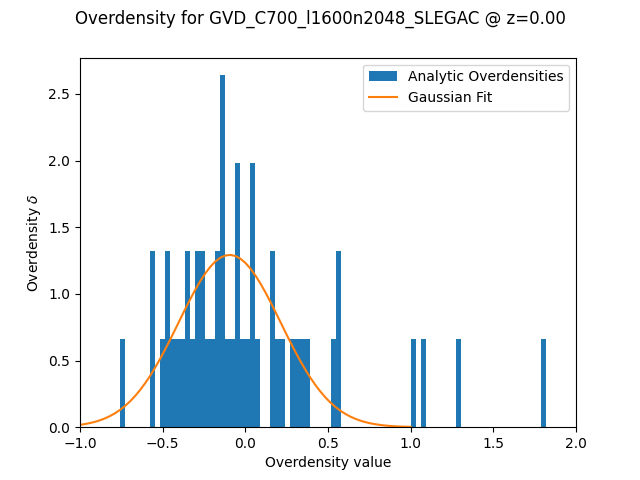 Overdensity for GVD_C700_l1600n2048_SLEGAC @ z=0.00
Analytic Overdensities
Gaussian Fit
Overdensity δ
2.5
2.0
1.5
1.0
0.5
0.0
−1.0 −0.5 0.0 0.5 1.0 1.5 2.0
Overdensity value